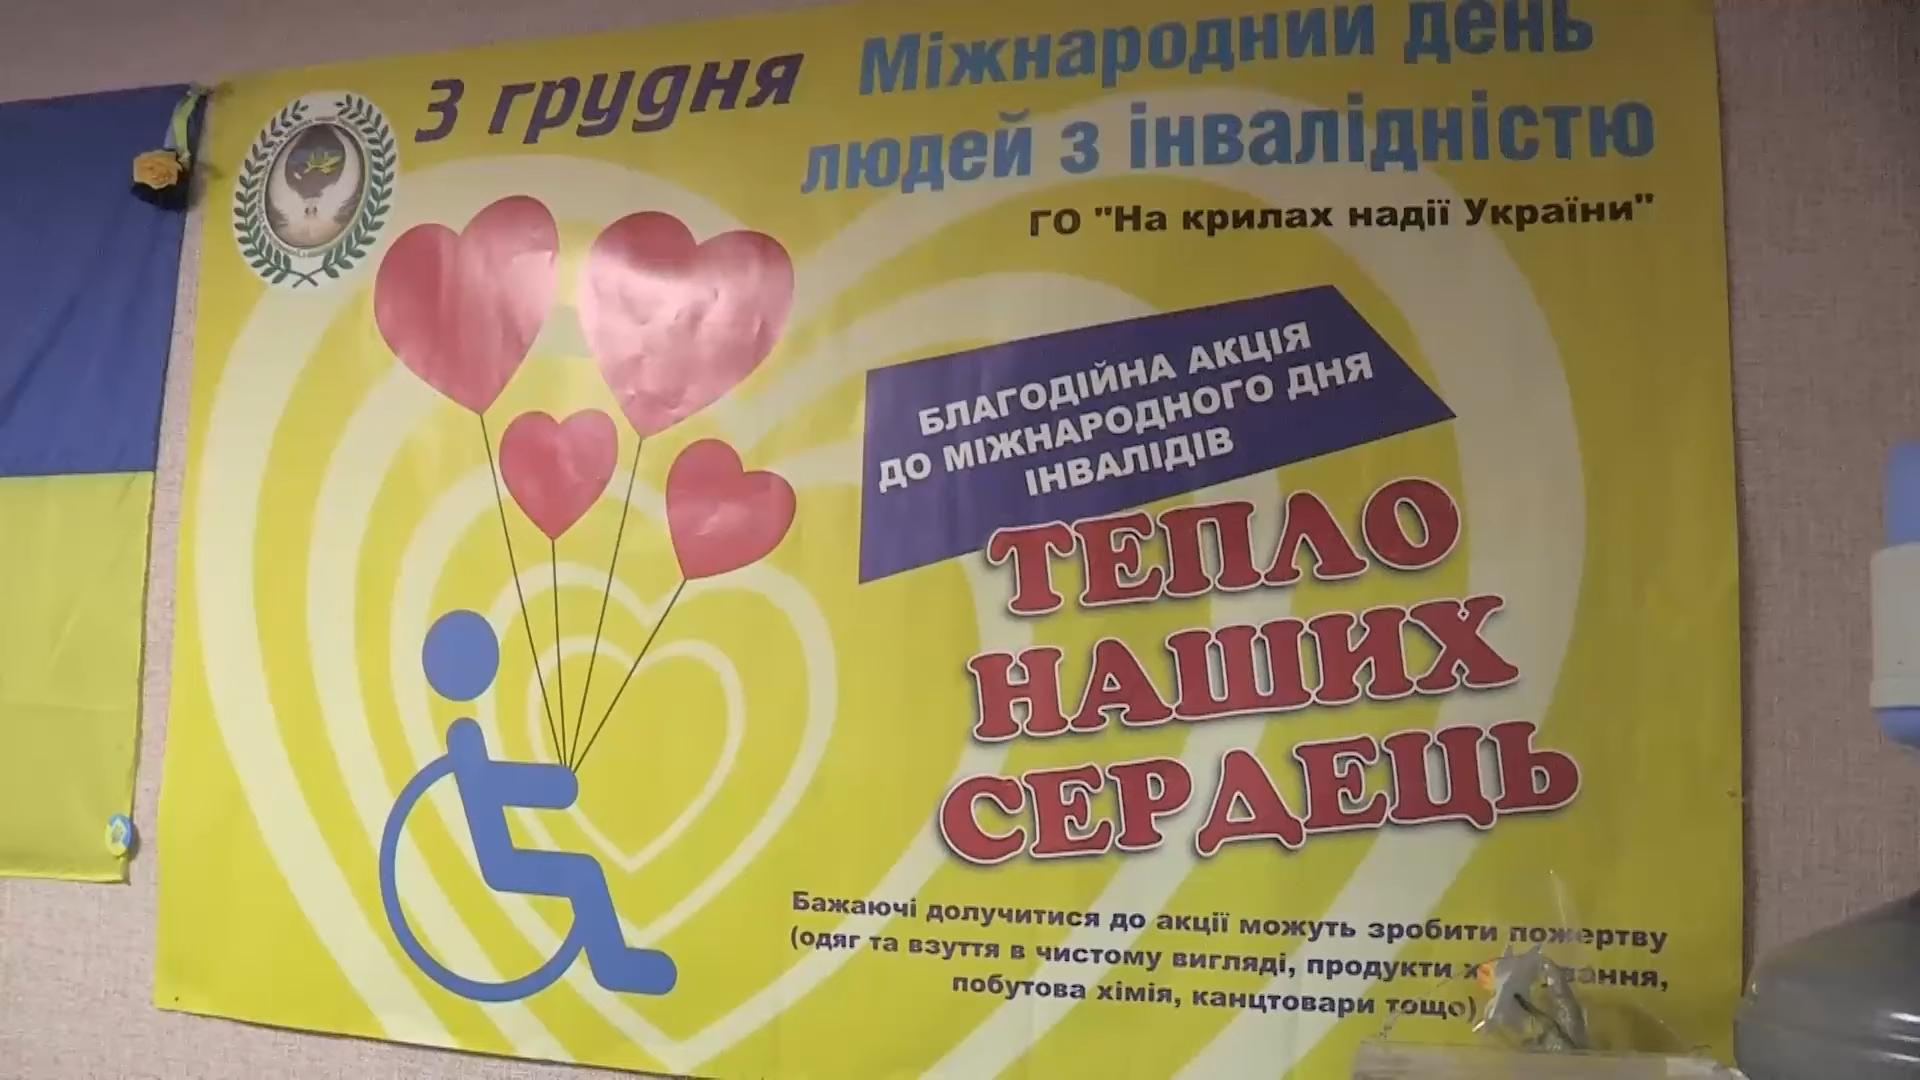 3 грудня
Міжнародний день
людей з інвалідністю
ГО "На крилах надії України"
БЛАГОДІЙНА АКЦІЯ
ДО МІЖНАРОДНОГО ДНЯ
ІНВАЛІДІВ
ТЕПЛО
НАШИХ
СЕРДЕЦЬ
Бажаючі долучитися до акції можуть зробити пожертву
(одяг та взуття в чистому вигляді, продукти
побутова хімія, канцтовари тощо)